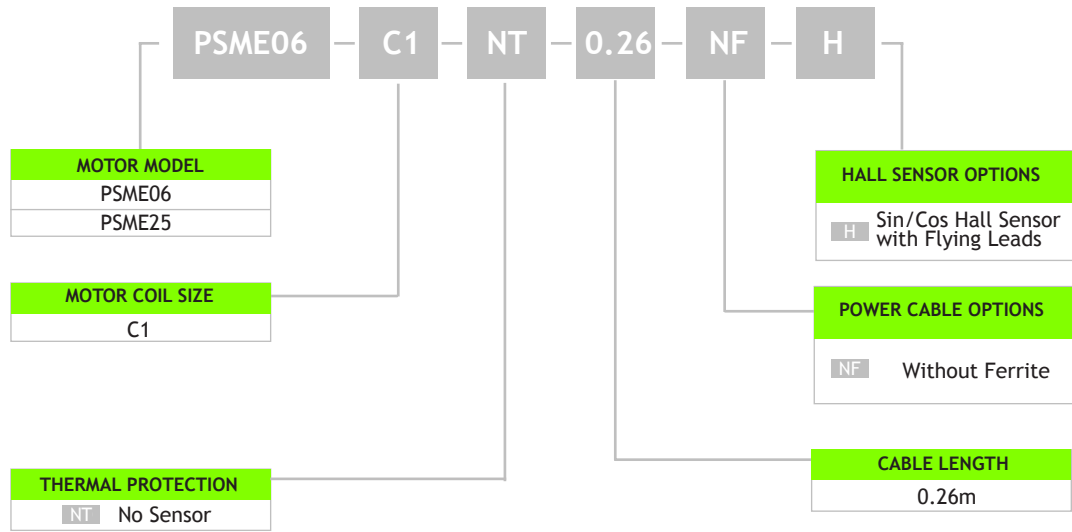 PSME06 C1 NT 0.26 NF H
MOTOR MODEL
PSME06
PSME25
MOTOR COIL SIZE
C1
THERMAL PROTECTION
NT No Sensor
HALL SENSOR OPTIONS
H Sin/Cos Hall Sensor
with Flying Leads
POWER CABLE OPTIONS
NF Without Ferrite
CABLE LENGTH
0.26m